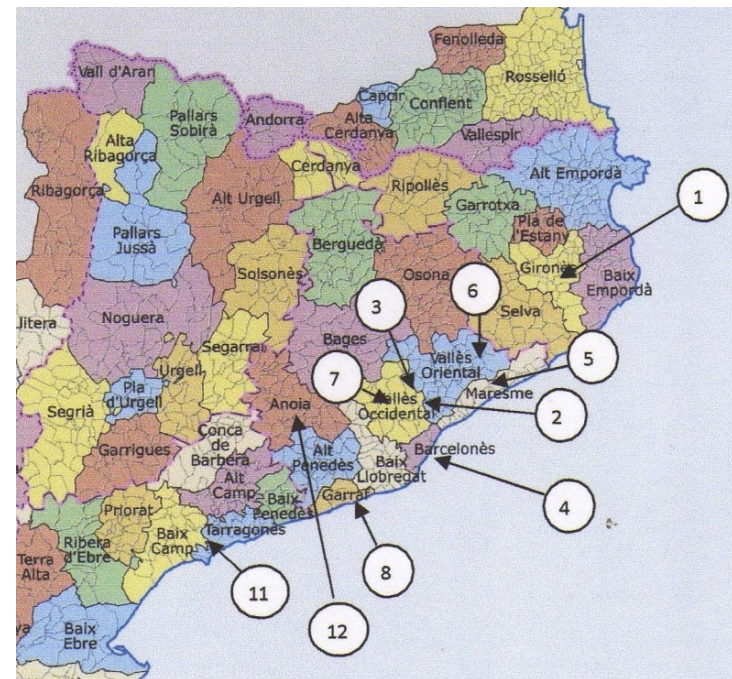 Fenolleda
Rosselló
Vall d'Aran
Capcir
Conflent
Pallars
Sobirà
Andorra
Alta
Cerdanya
Vallespir
Alta
Ribagorça
Cerdanya
Ribagorça
Alt Urgell
Ripollès
Alt Empordà
Garrotxa
Pla de
l'Estany
1
Pallars
Jussà
Berguedà
Gironès
Solsonès
Osona
6
Baix
Empordà
Noguera
3
Selva
Llitera
Bages
Segarra
Vallès
Oriental
5
Urgell
7
Pla
d'Urgell
Maresme
Segrià
Anoia
Vallès
Occidental
2
Conca
de
Barberà
Garrigues
Alt
Penedès
Barcelonès
Baix
Llobregat
Alt
Camp
4
Garraf
Baix
Penedès
Priorat
Tarragonès
Baix
Camp
Ribera
d'Ebre
Terra
Alta
8
11
12
Baix
Ebre